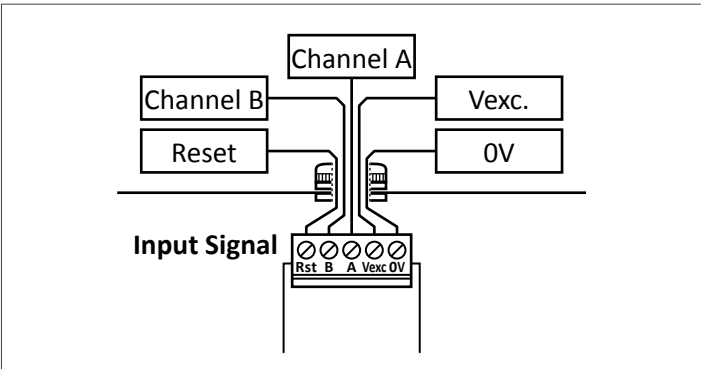 Channel A
Channel B
Vexc.
Reset
0V
Input Signal
Rst B A Vexc 0V